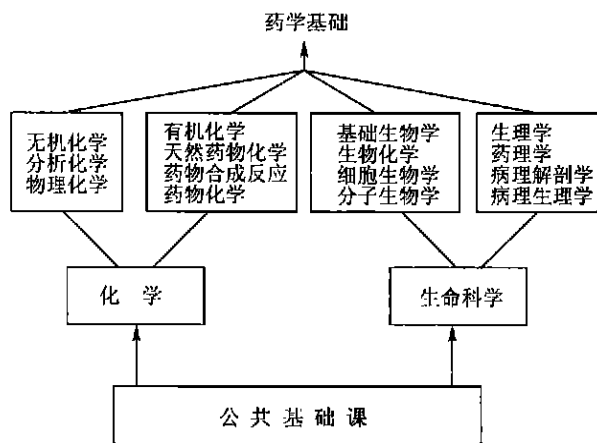 药学基础
无机化学
分析化学
物理化学
有机化学
天然药物化学
药物合成反应
药物化学
基础生物学
生物化学
细胞生物学
分子生物学
生理学
药理学
病理解剖学
病理生理学
化 学
生命科学
公 共 基 础 课